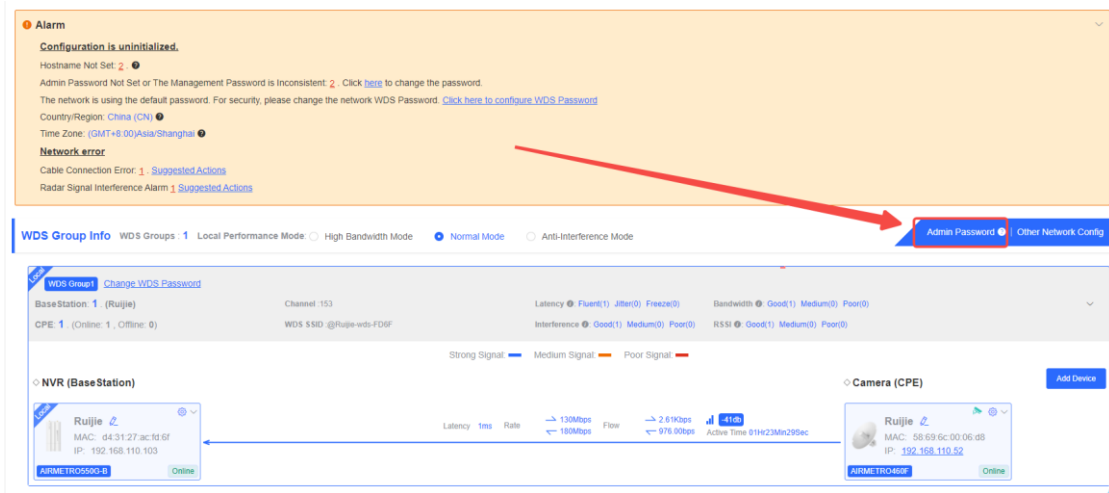 Alarm
Configuration is uninitialized.
Hostname Not Set: 2 .
Admin Password Not Set or The Management Password is Inconsistent: 2 . Click here to change the password.
The network is using the default password. For security, please change the network WDS Password. Click here to configure WDS Password
Country/Region: China (CN)
Time Zone: (GMT+8:00)Asia/Shanghai
Network error
Cable Connection Error: 1 . Suggested Actions
Radar Signal Interference Alarm 1 Suggested Actions
WDS Group Info WDS Groups : 1 Local Performance Mode: High Bandwidth Mode Normal Mode Anti-Interference Mode Admin Password | Other Network Config
Local WDS Group1 Change WDS Password
BaseStation: 1 . (Ruijie) Channel :153 Latency : Fluent(1) Jitter(0) Freeze(0) Bandwidth : Good(1) Medium(0) Poor(0)
CPE: 1 . (Online: 1 , Offline: 0) WDS SSID :@Ruijie-wds-FD6F Interference : Good(1) Medium(0) Poor(0) RSSI : Good(1) Medium(0) Poor(0)
Strong Signal: Medium Signal: Poor Signal:
NVR (BaseStation) Camera (CPE) Add Device
Local Ruijie
MAC: d4:31:27:ac:fd:6f
IP: 192.168.110.103
AIRMETRO550G-B Online
Latency 1ms Rate 130Mbps 180Mbps Flow 2.61Kbps 976.00bps -41db Active Time 01Hr23Min29Sec
Ruijie
MAC: 58:69:6c:00:06:d8
IP: 192.168.110.52
AIRMETRO460F Online